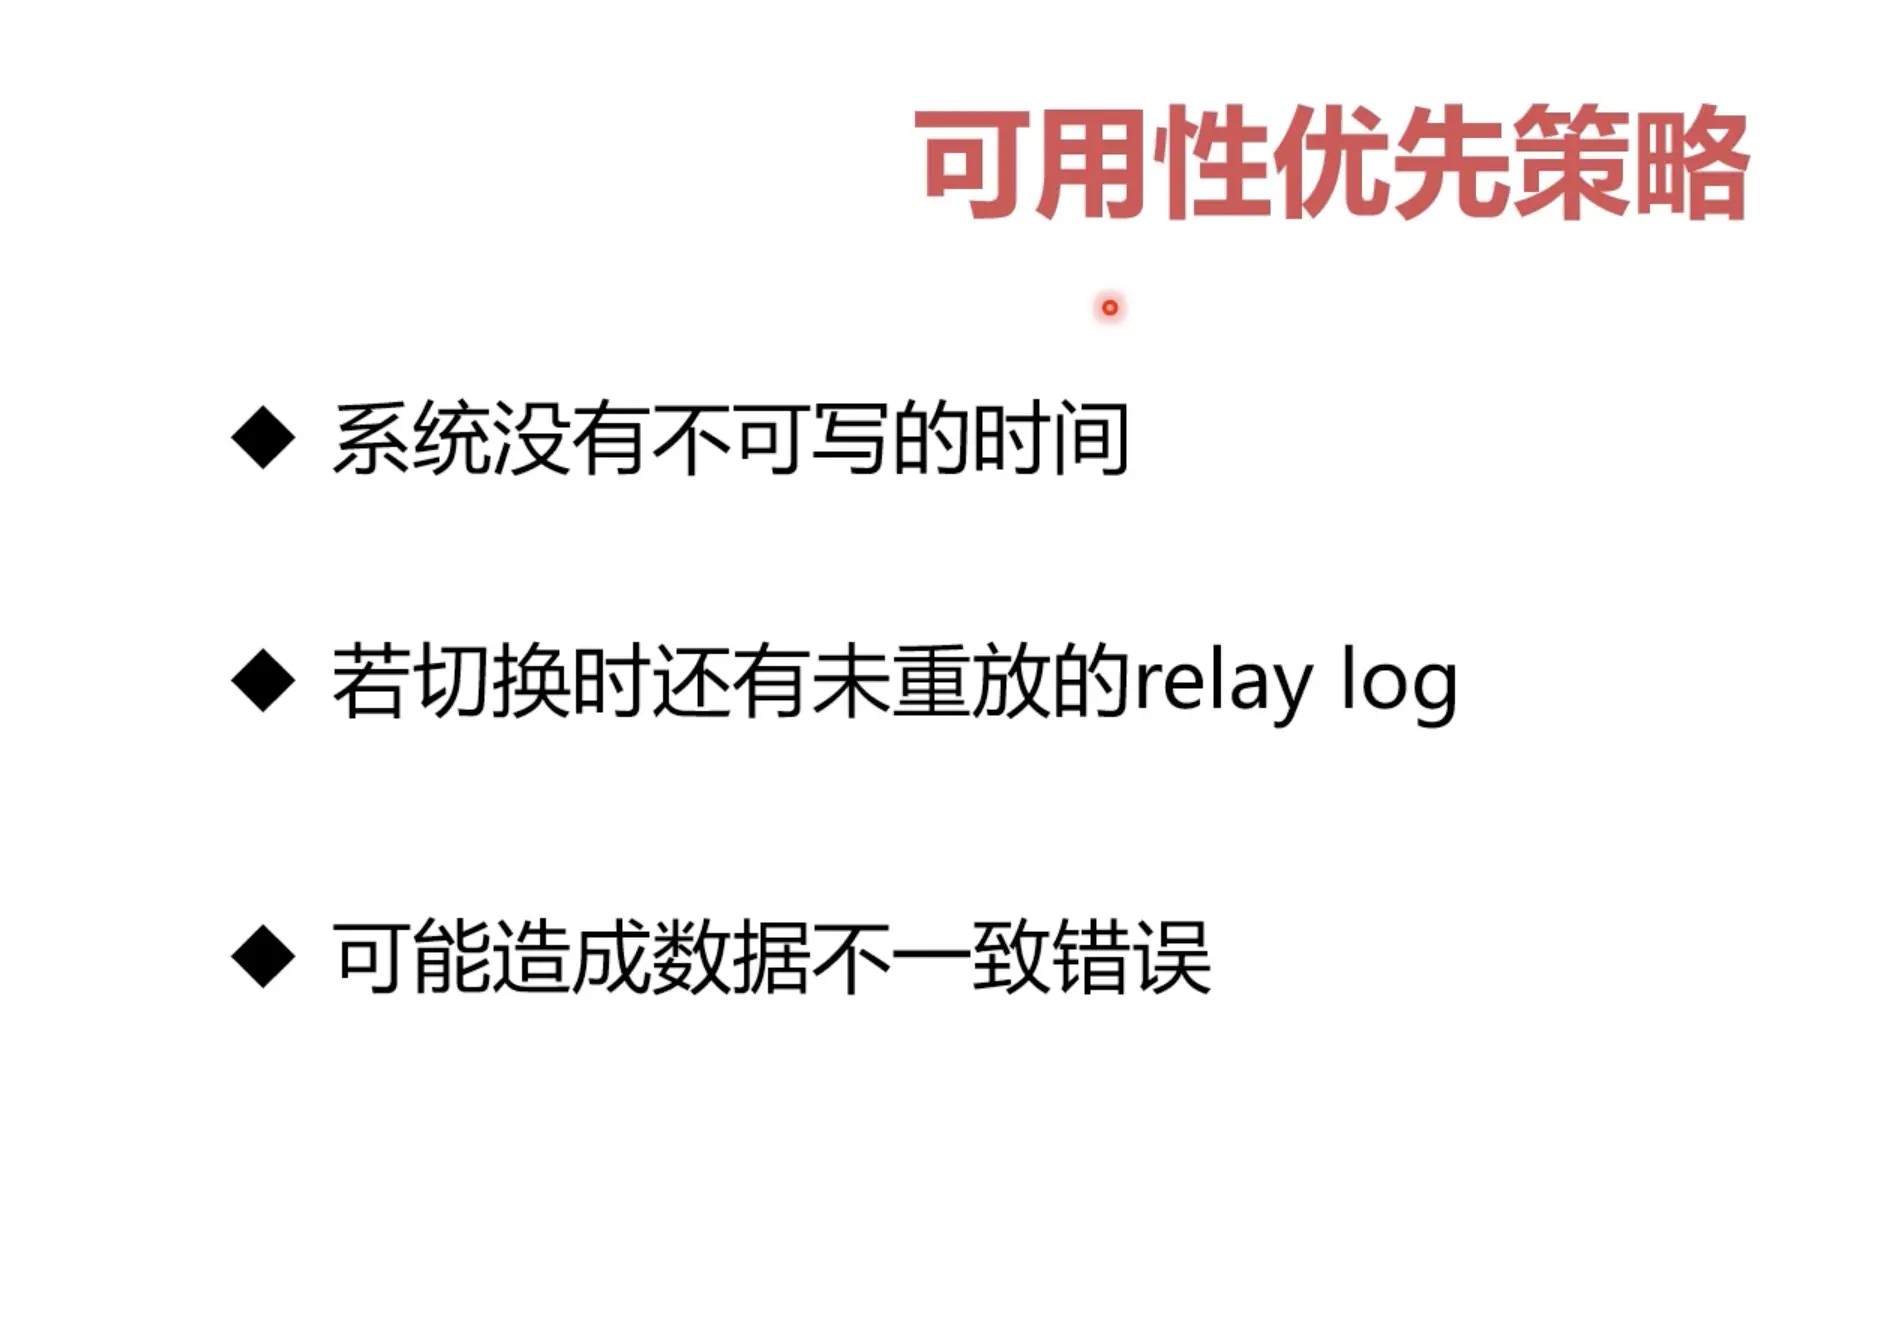 可用性优先策略
系统没有不可写的时间
若切换时还有未重放的relay log
可能造成数据不一致错误